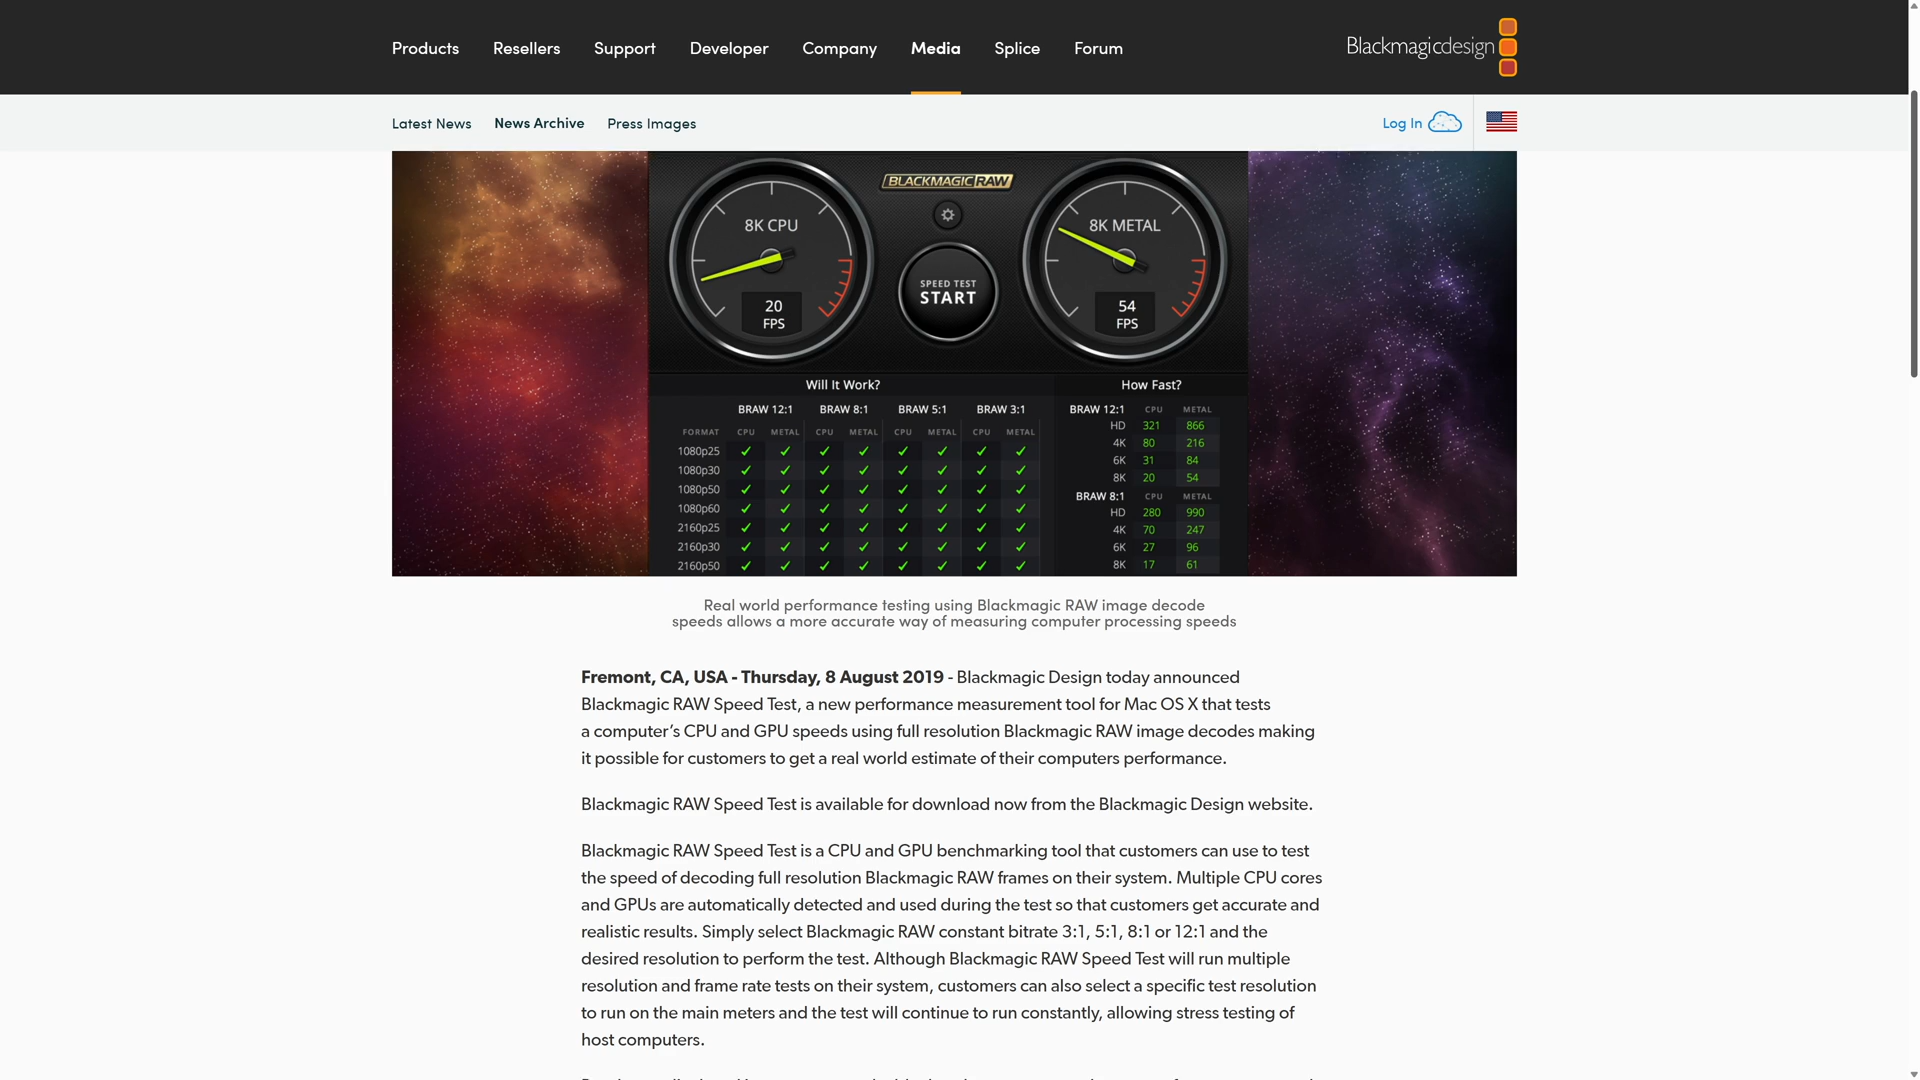 Products Resellers Support Developer Company Media Splice Forum
Blackmagicdesign
Latest News News Archive Press Images
Log In
BLACKMAGIC RAW
8K CPU
20
FPS
SPEED TEST
START
8K METAL
54
FPS
Will It Work?
BRAW 12:1 BRAW 8:1 BRAW 5:1 BRAW 3:1
FORMAT CPU METAL CPU METAL CPU METAL CPU METAL
1080p25 ✓ ✓ ✓ ✓ ✓ ✓ ✓ ✓
1080p30 ✓ ✓ ✓ ✓ ✓ ✓ ✓ ✓
1080p50 ✓ ✓ ✓ ✓ ✓ ✓ ✓ ✓
1080p60 ✓ ✓ ✓ ✓ ✓ ✓ ✓ ✓
2160p25 ✓ ✓ ✓ ✓ ✓ ✓ ✓ ✓
2160p30 ✓ ✓ ✓ ✓ ✓ ✓ ✓ ✓
2160p50 ✓ ✓ ✓ ✓ ✓ ✓ ✓ ✓
How Fast?
BRAW 12:1 CPU METAL
HD 321 866
4K 80 216
6K 31 84
8K 20 54
BRAW 8:1 CPU METAL
HD 280 990
4K 70 247
6K 27 96
8K 17 61
Real world performance testing using Blackmagic RAW image decode
speeds allows a more accurate way of measuring computer processing speeds
Fremont, CA, USA - Thursday, 8 August 2019 - Blackmagic Design today announced
Blackmagic RAW Speed Test, a new performance measurement tool for Mac OS X that tests
a computer’s CPU and GPU speeds using full resolution Blackmagic RAW image decodes making
it possible for customers to get a real world estimate of their computers performance.
Blackmagic RAW Speed Test is available for download now from the Blackmagic Design website.
Blackmagic RAW Speed Test is a CPU and GPU benchmarking tool that customers can use to test
the speed of decoding full resolution Blackmagic RAW frames on their system. Multiple CPU cores
and GPUs are automatically detected and used during the test so that customers get accurate and
realistic results. Simply select Blackmagic RAW constant bitrate 3:1, 5:1, 8:1 or 12:1 and the
desired resolution to perform the test. Although Blackmagic RAW Speed Test will run multiple
resolution and frame rate tests on their system, customers can also select a specific test resolution
to run on the main meters and the test will continue to run constantly, allowing stress testing of
host computers.